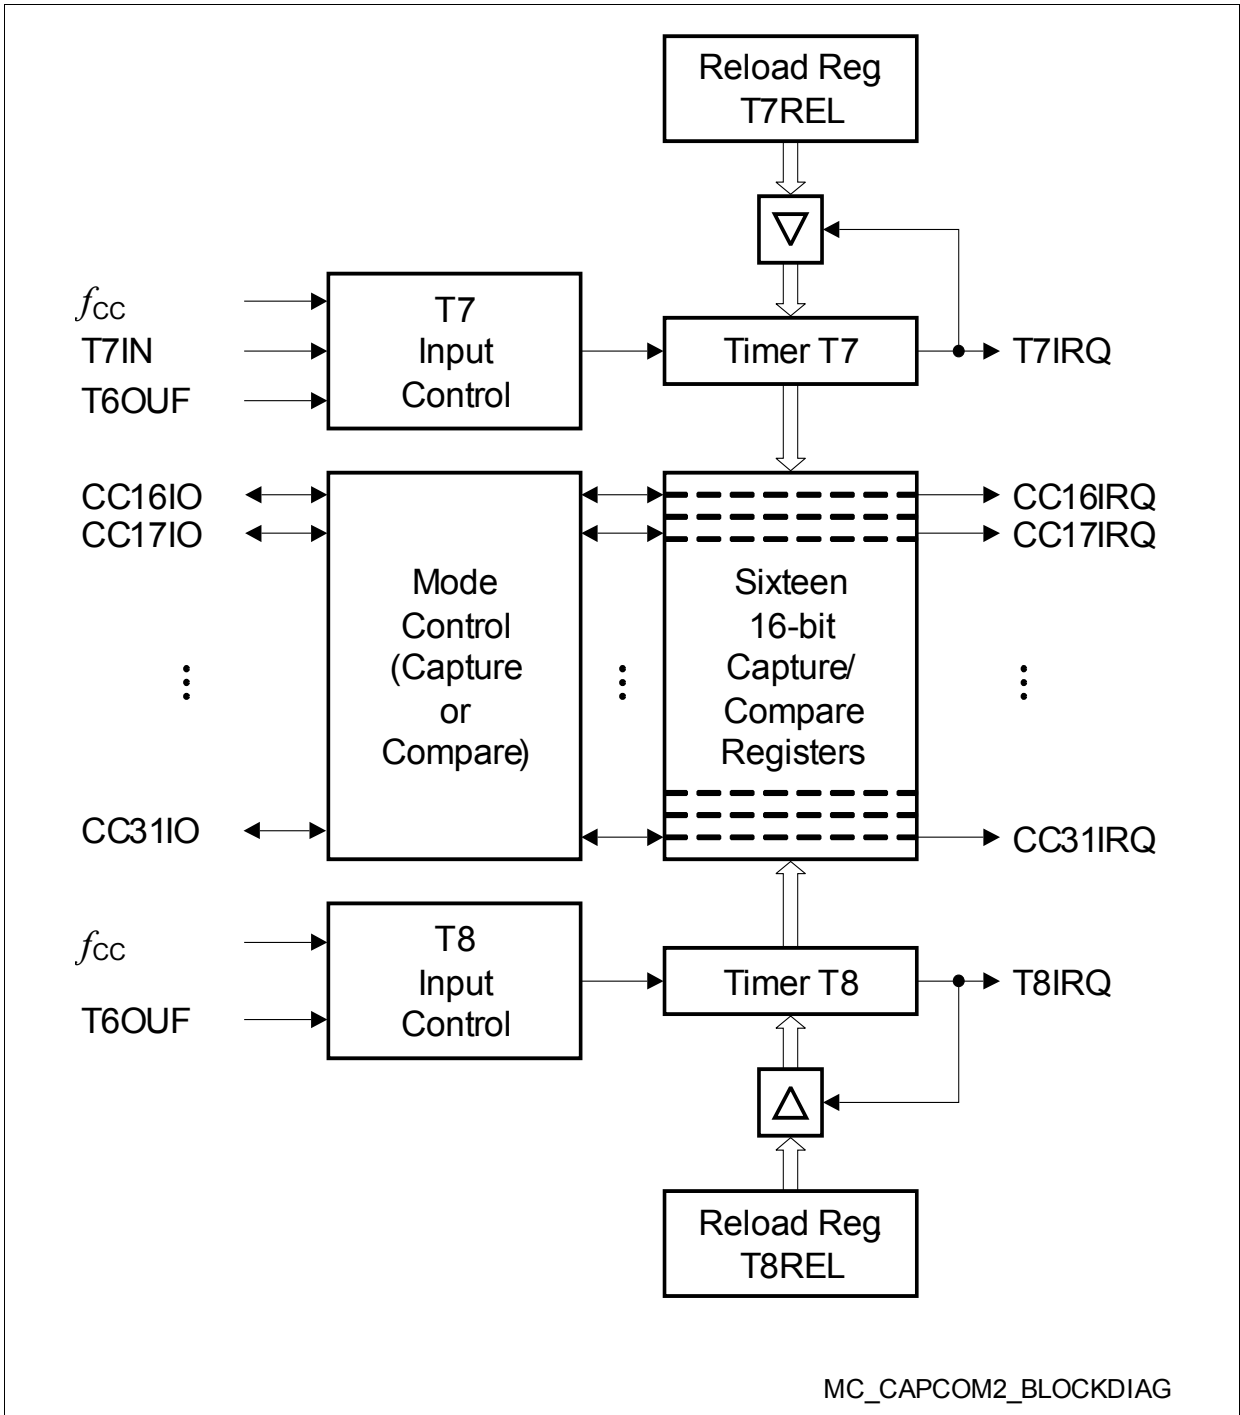 Reload Reg.
T7REL
fCC
T7IN
T6OUF
T7
Input
Control
Timer T7
T7IRQ
CC16IO
CC17IO
CC31IO
Mode
Control
(Capture
or
Compare)
Sixteen
16-bit
Capture/
Compare
Registers
CC16IRQ
CC17IRQ
CC31IRQ
fCC
T6OUF
T8
Input
Control
Timer T8
T8IRQ
Reload Reg.
T8REL
MC_CAPCOM2_BLOCKDIAG